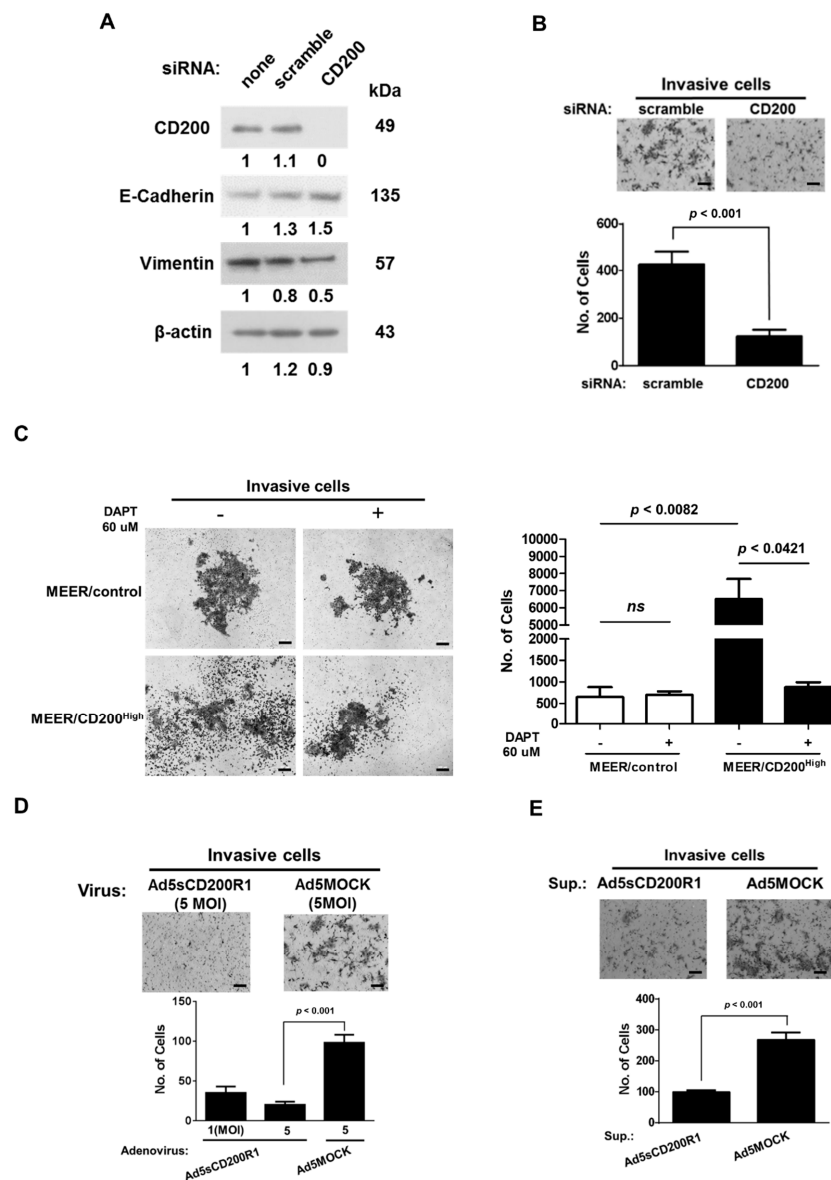 A
siRNA: none scramble CD200
kDa
CD200 49
1 1.1 0
E-Cadherin 135
1 1.3 1.5
Vimentin 57
1 0.8 0.5
β-actin 43
1 1.2 0.9
B
Invasive cells
siRNA: scramble CD200
p < 0.001
600
400
200
0
No. of Cells
siRNA: scramble CD200
C
Invasive cells
DAPT
60 uM
- +
MEER/control
MEER/CD200High
p < 0.0082
p < 0.0421
ns
10000
9000
8000
7000
6000
5000
2000
1500
1000
500
0
No. of Cells
DAPT
60 uM
- + - +
MEER/control MEER/CD200High
D
Invasive cells
Virus: Ad5sCD200R1 Ad5MOCK
(5 MOI) (5MOI)
p < 0.001
150
100
50
0
No. of Cells
1(MOI) 5 5
Adenovirus: Ad5sCD200R1 Ad5MOCK
E
Invasive cells
Sup.: Ad5sCD200R1 Ad5MOCK
p < 0.001
400
300
200
100
0
No. of Cells
Sup.: Ad5sCD200R1 Ad5MOCK